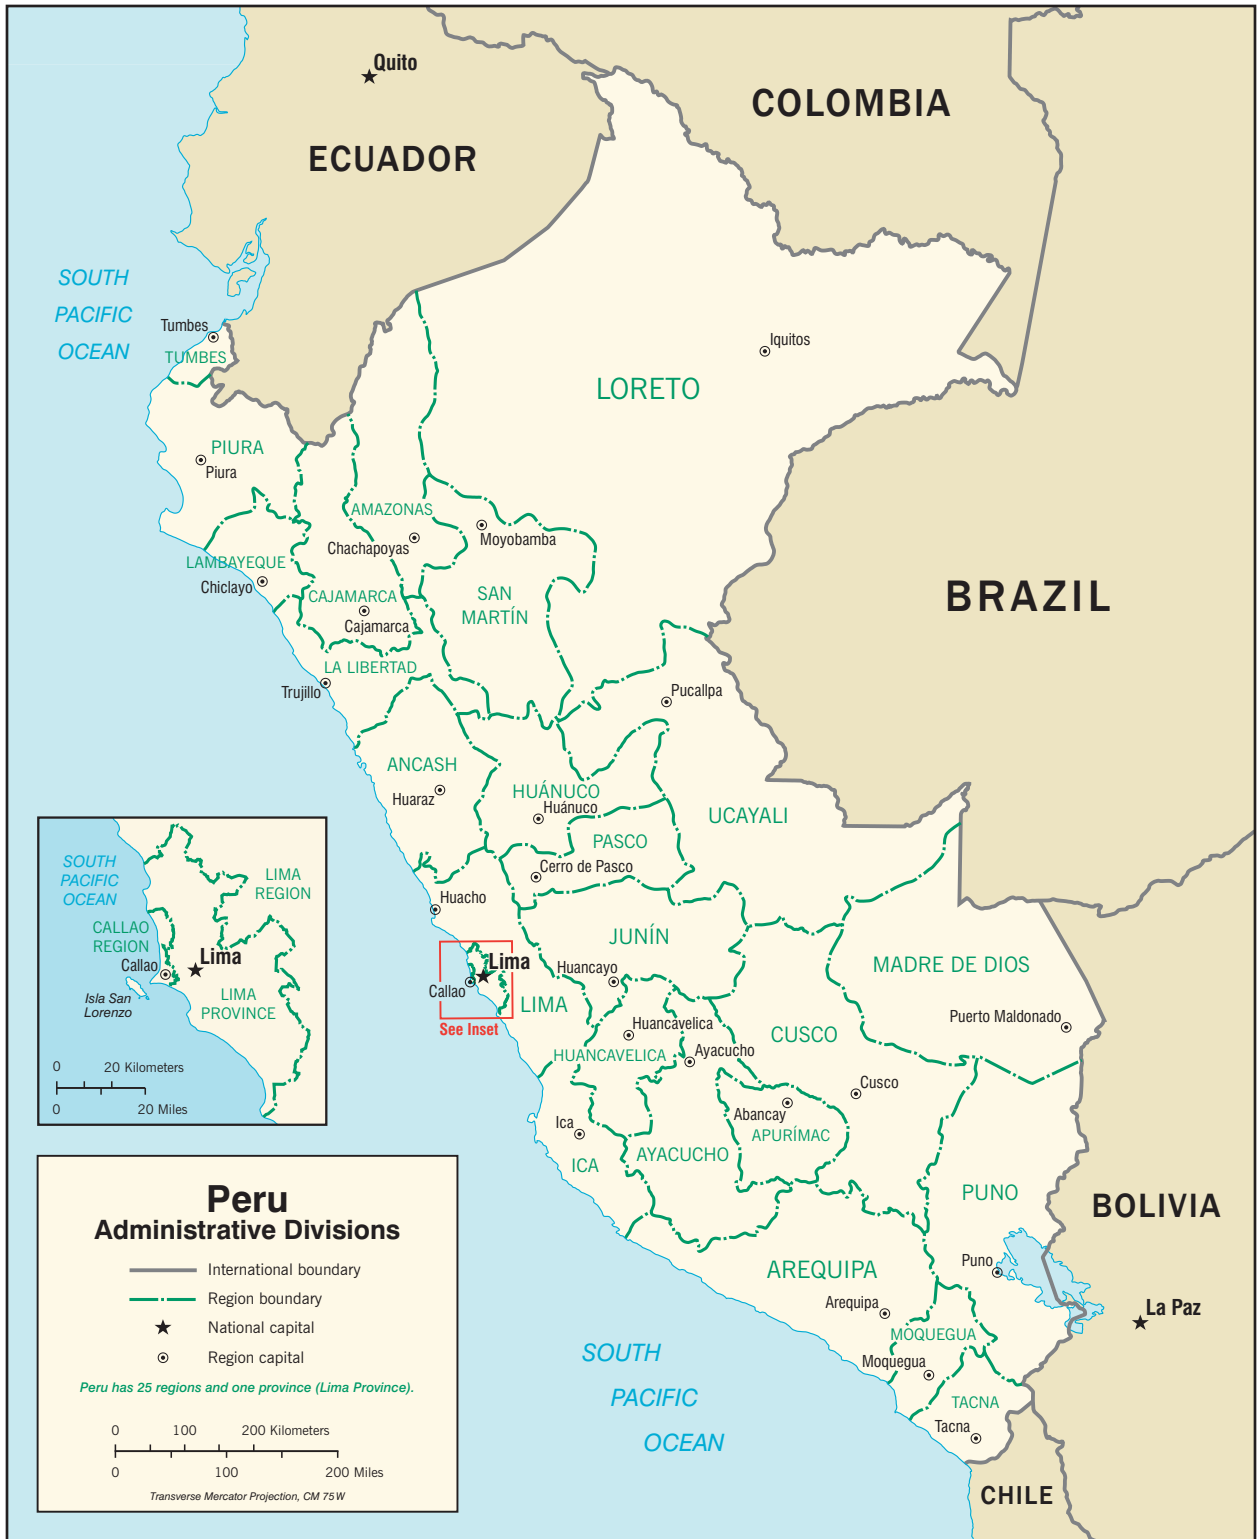 Quito
COLOMBIA
ECUADOR
SOUTH
PACIFIC
OCEAN
Tumbes
TUMBES
Iquitos
LORETO
PIURA
Piura
AMAZONAS
Chachapoyas
Moyobamba
LAMBAYEQUE
Chiclayo
CAJAMARCA
Cajamarca
SAN
MARTÍN
BRAZIL
LA LIBERTAD
Trujillo
Pucallpa
ANCASH
Huaraz
HUÁNUCO
Huánuco
UCAYALI
PASCO
Cerro de Pasco
Huacho
JUNÍN
MADRE DE DIOS
Lima
Callao
See Inset
Huancayo
LIMA
Huancavelica
HUANCAVELICA
Ayacucho
CUSCO
Puerto Maldonado
Cusco
Abancay
APURÍMAC
Ica
ICA
AYACUCHO
PUNO
BOLIVIA
Puno
La Paz
AREQUIPA
Arequipa
MOQUEGUA
Moquegua
TACNA
Tacna
CHILE
SOUTH
PACIFIC
OCEAN
SOUTH
PACIFIC
OCEAN
LIMA
REGION
CALLAO
REGION
Callao
Lima
Isla San
Lorenzo
LIMA
PROVINCE
0 20 Kilometers
0 20 Miles
Peru
Administrative Divisions
International boundary
Region boundary
National capital
Region capital
Peru has 25 regions and one province (Lima Province).
0 100 200 Kilometers
0 100 200 Miles
Transverse Mercator Projection, CM 75W